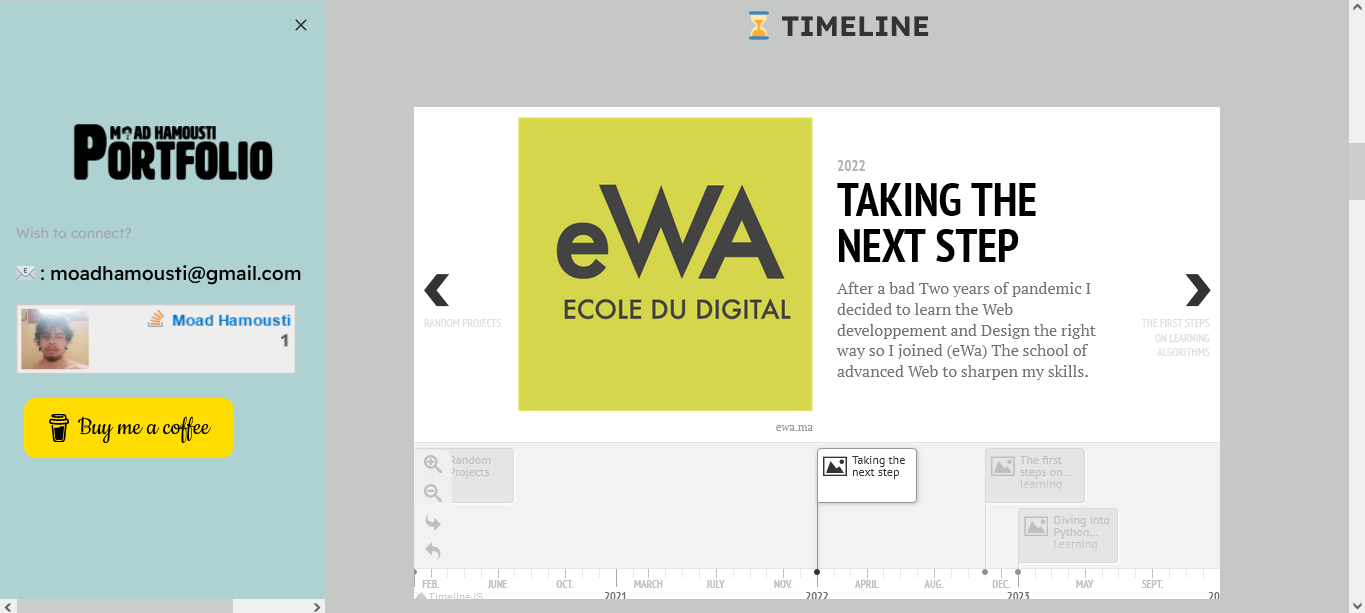 MOAD HAMOUSTI
PORTFOLIO
Wish to connect?
: moadhamousti@gmail.com
Moad Hamousti
1
Buy me a coffee
TIMELINE
eWA
ECOLE DU DIGITAL
ewa.ma
2022
TAKING THE
NEXT STEP
After a bad Two years of pandemic I
decided to learn the Web
developpement and Design the right
way so I joined (eWa) The school of
advanced Web to sharpen my skills.
RANDOM PROJECTS
THE FIRST STEPS
ON LEARNING
ALGORITHMS
Random
Projects
Taking the
next step
The first
steps on...
learning
Diving into
Python...
Learning
FEB. JUNE OCT. MARCH JULY NOV. APRIL AUG. DEC. MAY SEPT.
2021 2022 2023 20
TimelineJS